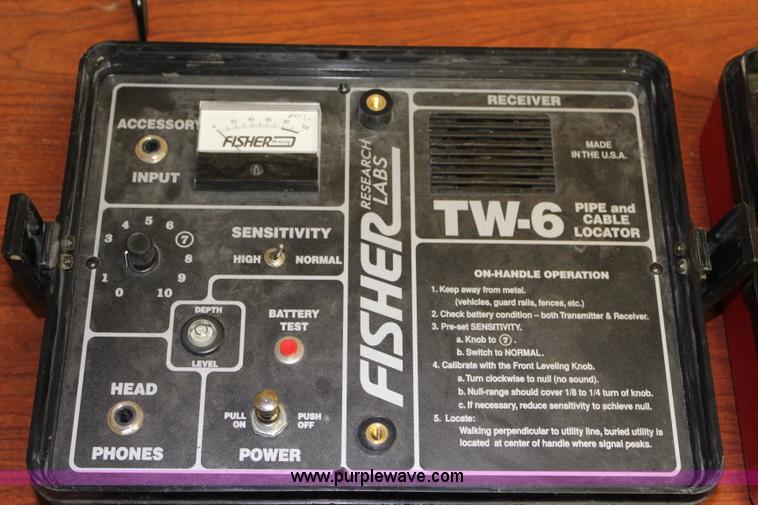 ACCESSORY
INPUT
0 20 40 60 80 100
FISHER
RECEIVER
MADE
IN THE U.S.A.
TW-6
PIPE and
CABLE
LOCATOR
FISHER
RESEARCH
LABS
0 1 3 4 5 6 7 8 9 10
SENSITIVITY
HIGH NORMAL
DEPTH
LEVEL
BATTERY
TEST
HEAD
PHONES
PULL
ON
PUSH
OFF
POWER
ON-HANDLE OPERATION
1. Keep away from metal.
(vehicles, guard rails, fences, etc.)
2. Check battery condition – both Transmitter & Receiver.
3. Pre-set SENSITIVITY.
a. Knob to 7 .
b. Switch to NORMAL.
4. Calibrate with the Front Leveling Knob.
a. Turn clockwise to null (no sound).
b. Null-range should cover 1/8 to 1/4 turn of knob.
c. If necessary, reduce sensitivity to achieve null.
5. Locate:
Walking perpendicular to utility line, buried utility is
located at center of handle where signal peaks.
www.purplewave.com